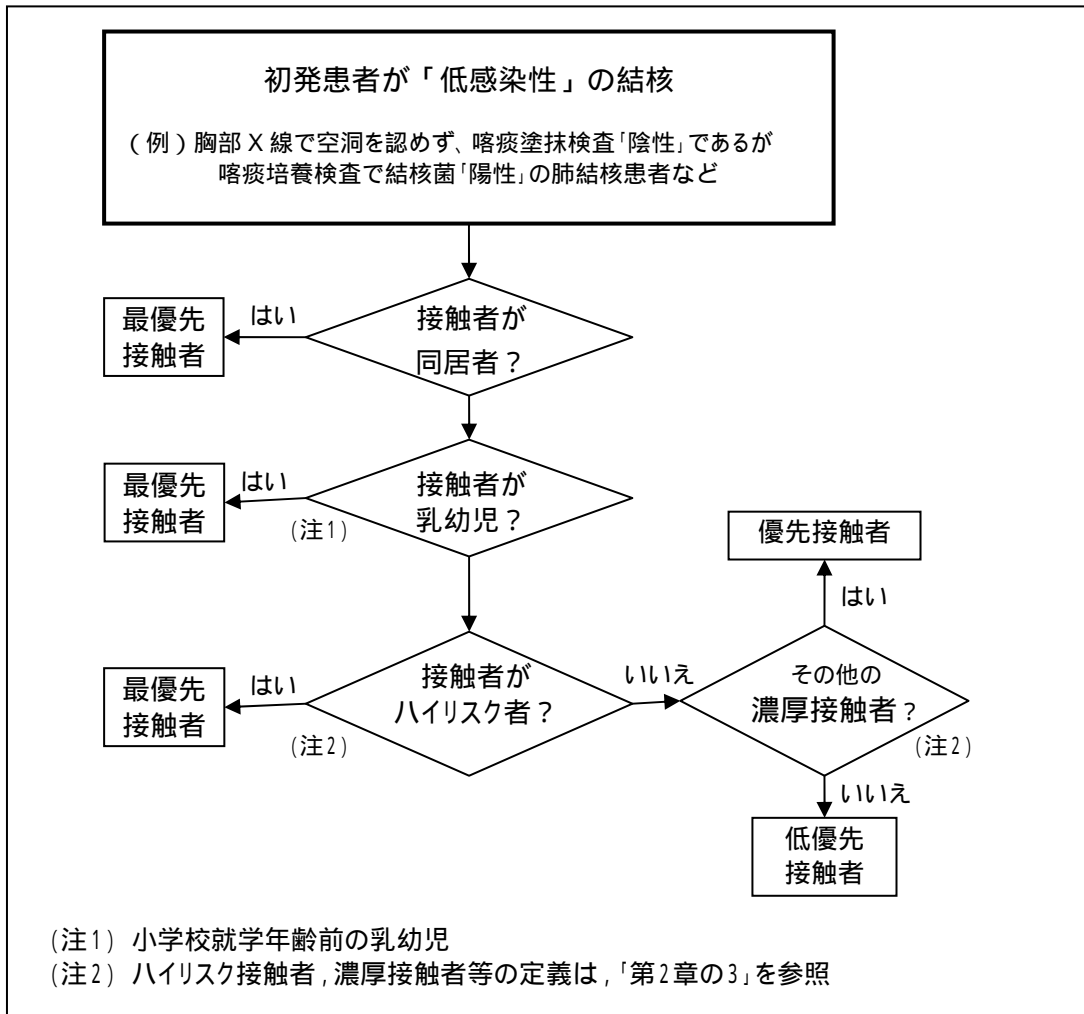 初発患者が「低感染性」の結核
（例）胸部X線で空洞を認めず、喀痰塗抹検査「陰性」であるが
喀痰培養検査で結核菌「陽性」の肺結核患者など
最優先
接触者
はい
接触者が
同居者？
最優先
接触者
はい
(注1)
接触者が
乳幼児？
最優先
接触者
はい
(注2)
接触者が
ハイリスク者？
いいえ
優先接触者
はい
その他の
濃厚接触者？
(注2)
いいえ
低優先
接触者
(注1) 小学校就学年齢前の乳幼児
(注2) ハイリスク接触者,濃厚接触者等の定義は,「第2章の3」を参照